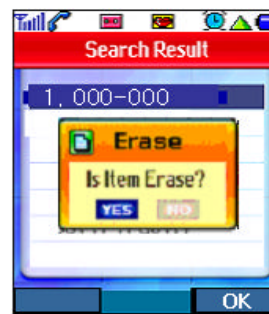 Search Result
1, 000-000
Erase
Is Item Erase?
YES NO
OK